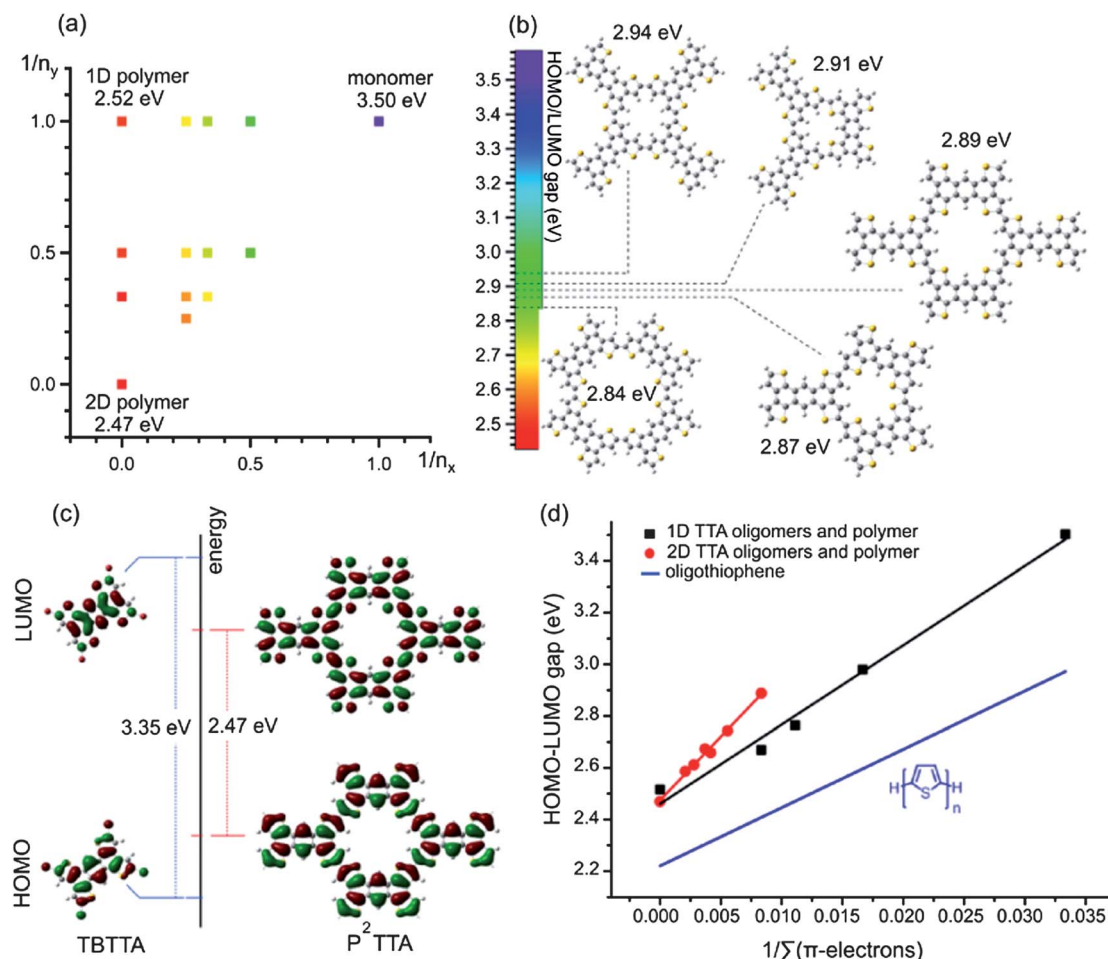 (a)
1/ny
1D polymer
2.52 eV
monomer
3.50 eV
1.0
0.5
0.0
2D polymer
2.47 eV
0.0
0.5
1.0
1/nx
(b)
HOMO/LUMO gap (eV)
3.5
3.4
3.3
3.2
3.1
3.0
2.9
2.8
2.7
2.6
2.5
2.94 eV
2.91 eV
2.89 eV
2.84 eV
2.87 eV
(c)
energy
LUMO
HOMO
3.35 eV
2.47 eV
TBTTA
P²TTA
(d)
1D TTA oligomers and polymer
2D TTA oligomers and polymer
oligothiophene
HOMO-LUMO gap (eV)
3.4
3.2
3.0
2.8
2.6
2.4
2.2
H
S
n
H
0.000
0.005
0.010
0.015
0.020
0.025
0.030
0.035
1/∑(π-electrons)